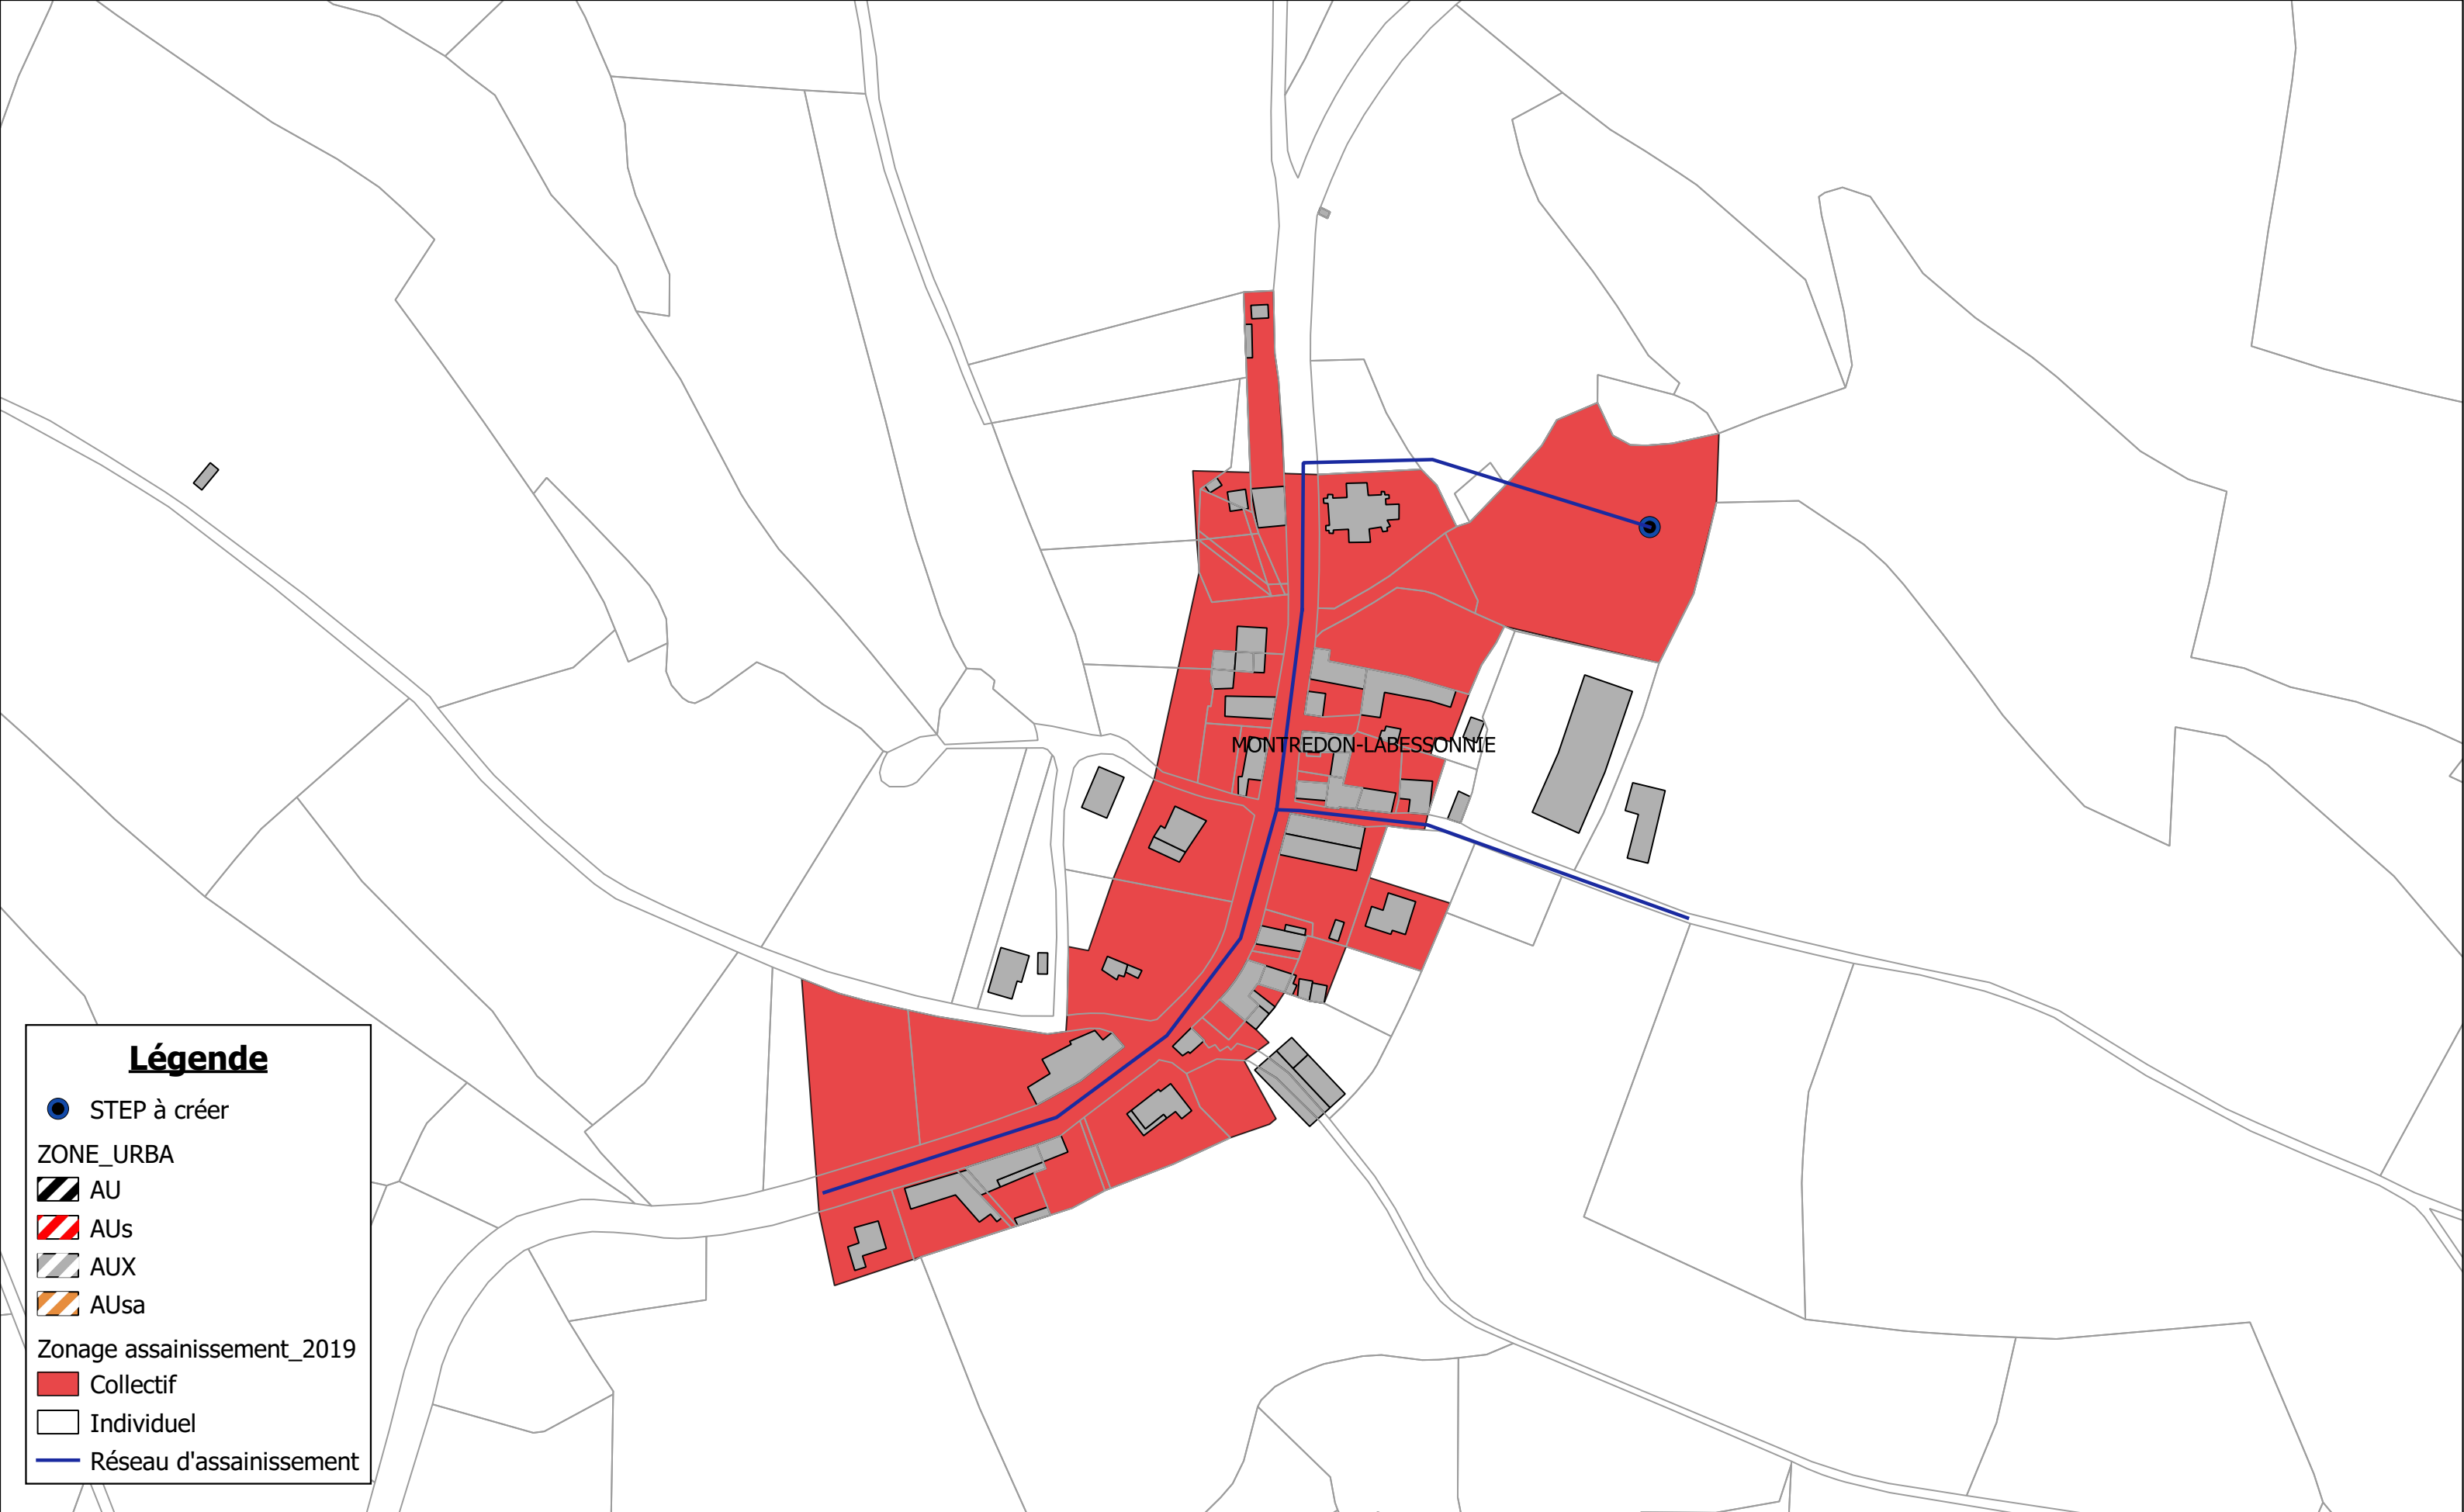 MONTREDON-LABESSONNIE
Légende
STEP à créer
ZONE_URBA
AU
AUs
AUX
AUsa
Zonage assainissement_2019
Collectif
Individuel
Réseau d'assainissement